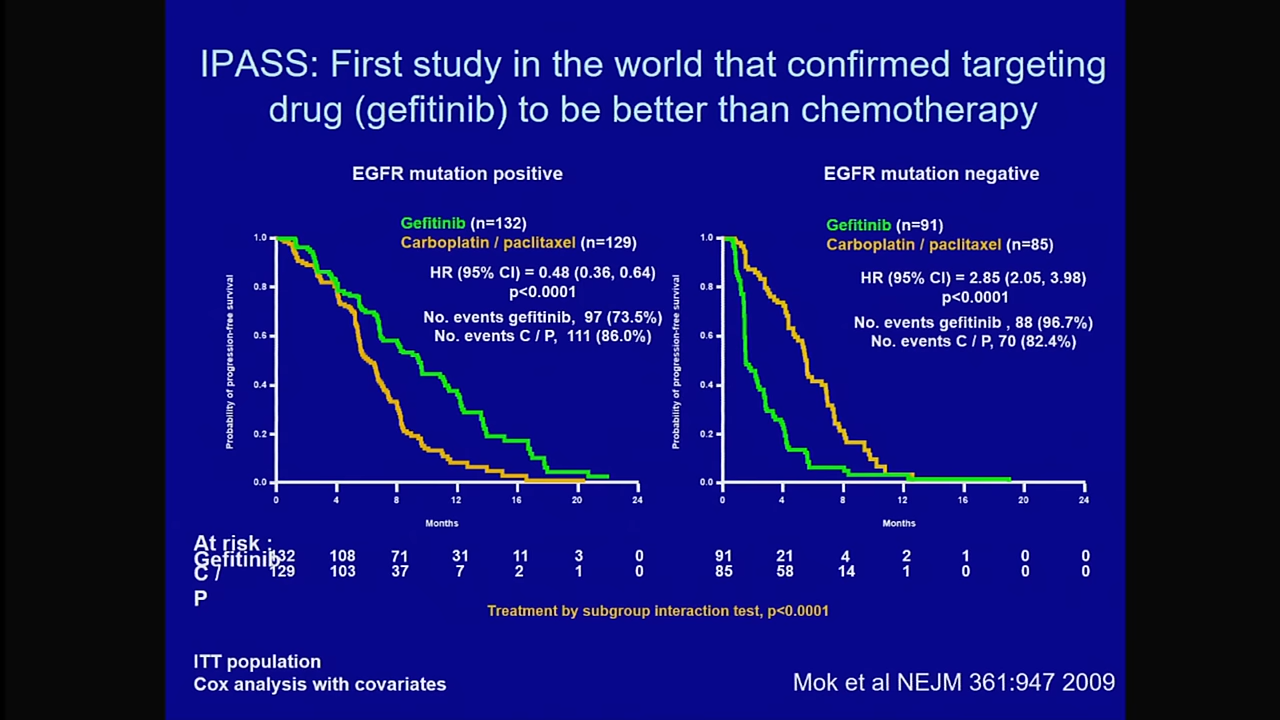 IPASS: First study in the world that confirmed targeting
drug (gefitinib) to be better than chemotherapy
EGFR mutation positive
Gefitinib (n=132)
Carboplatin / paclitaxel (n=129)
HR (95% CI) = 0.48 (0.36, 0.64)
p<0.0001
No. events gefitinib, 97 (73.5%)
No. events C / P, 111 (86.0%)
Probability of progression-free survival
1.0
0.8
0.6
0.4
0.2
0.0
0 4 8 12 16 20 24
Months
EGFR mutation negative
Gefitinib (n=91)
Carboplatin / paclitaxel (n=85)
HR (95% CI) = 2.85 (2.05, 3.98)
p<0.0001
No. events gefitinib , 88 (96.7%)
No. events C / P, 70 (82.4%)
Probability of progression-free survival
1.0
0.8
0.6
0.4
0.2
0.0
0 4 8 12 16 20 24
Months
At risk :
Gefitinib 132 108 71 31 11 3 0 91 21 4 2 1 0 0
C / 129 103 37 7 2 1 0 85 58 14 1 0 0 0
P
Treatment by subgroup interaction test, p<0.0001
ITT population
Cox analysis with covariates
Mok et al NEJM 361:947 2009